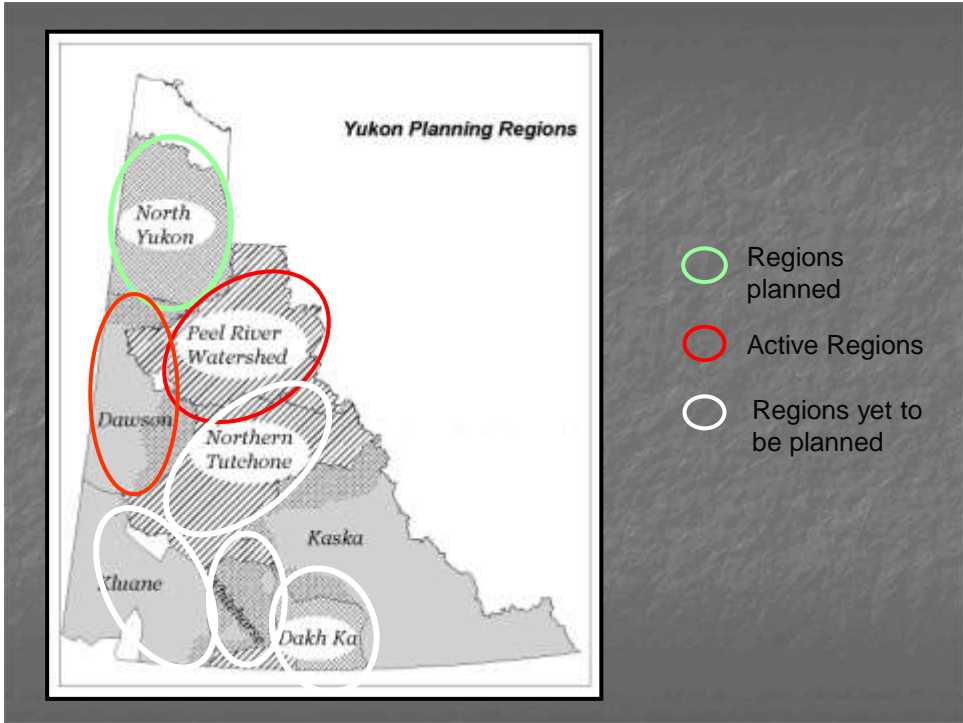 Yukon Planning Regions
North
Yukon
Peel River
Watershed
Dawson
Northern
Tutchone
Kaska
Kluane
Whitehorse
Dakh Ka
Regions
planned
Active Regions
Regions yet to
be planned